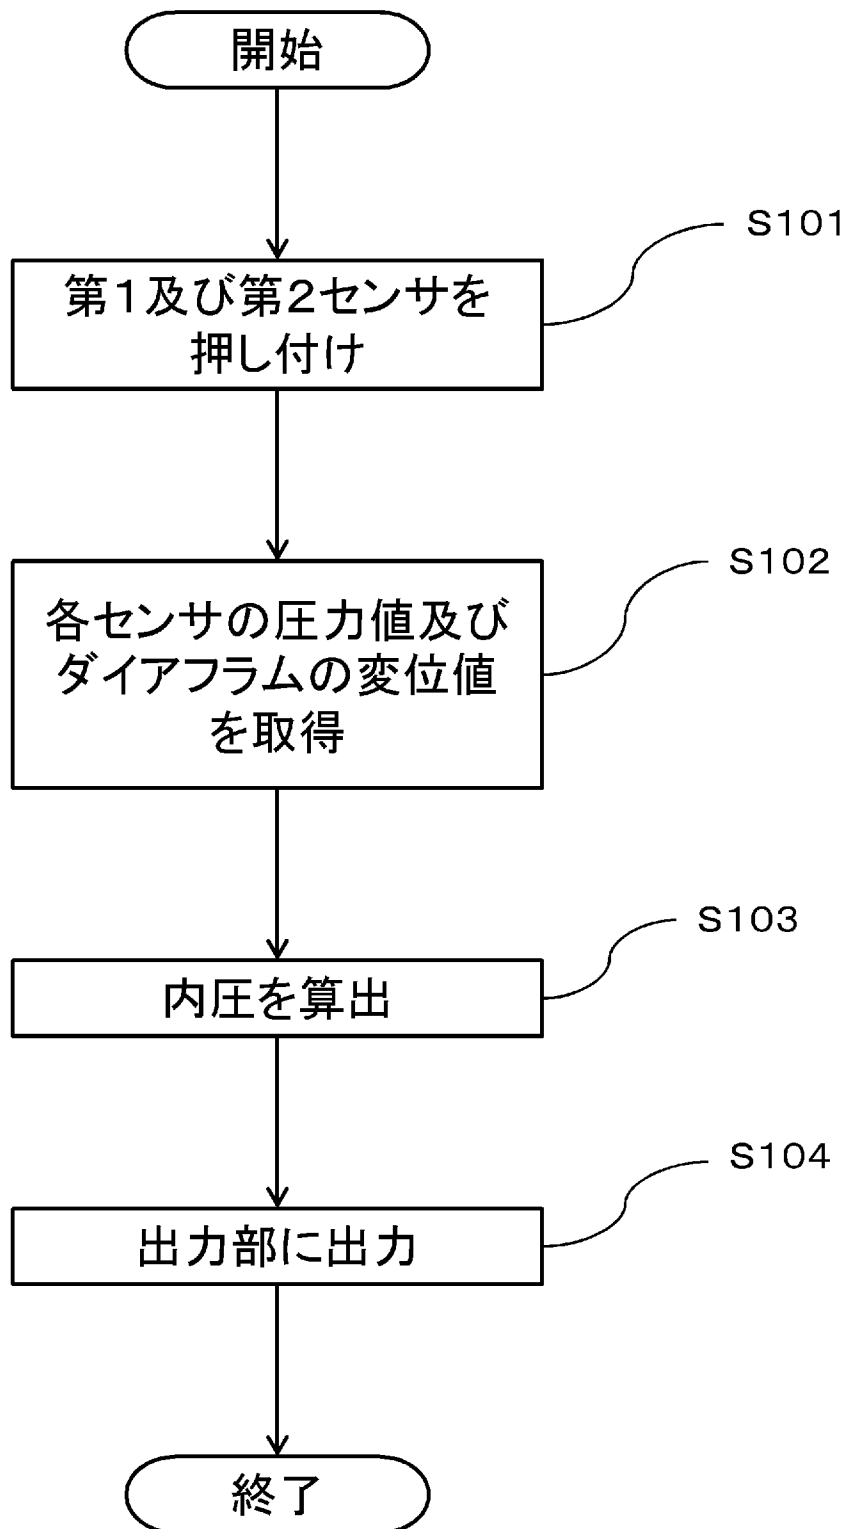 開始
S101
第１及び第２センサを
押し付け
S102
各センサの圧力値及び
ダイアフラムの変位値
を取得
S103
内圧を算出
S104
出力部に出力
終了